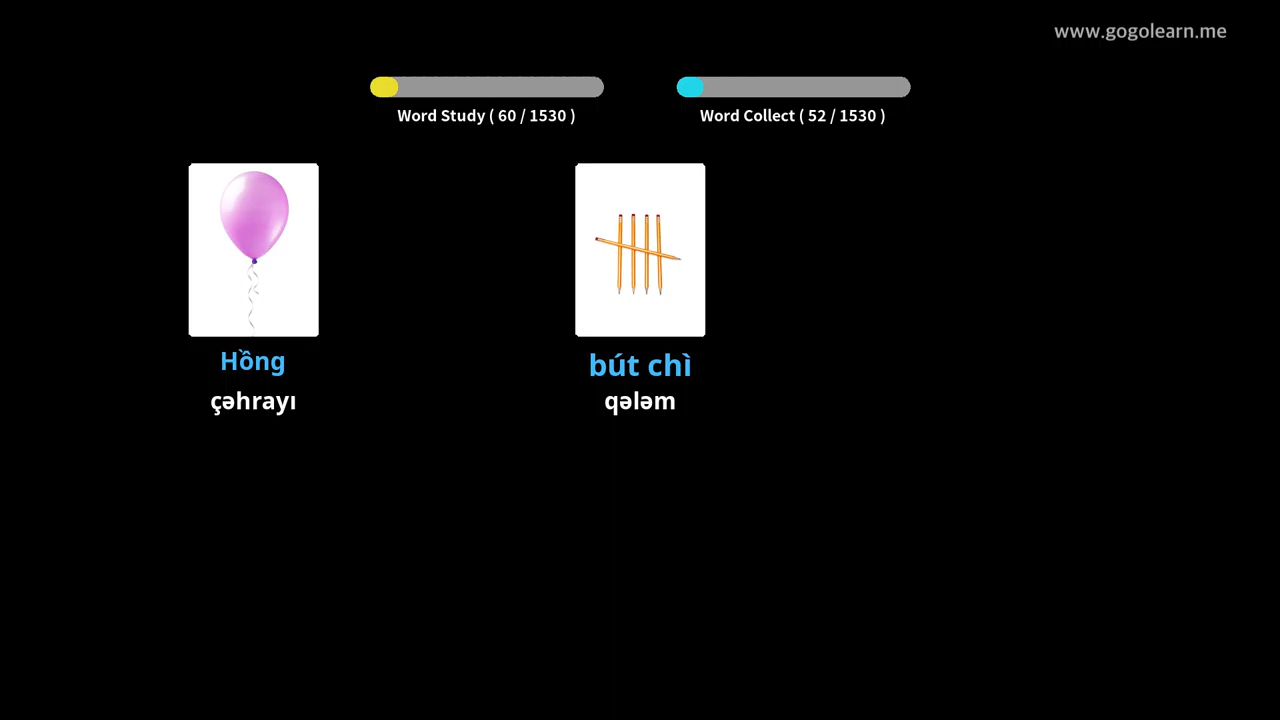 www.gogolearn.me
Word Study ( 60 / 1530 )
Word Collect ( 52 / 1530 )
Hồng
çəhrayı
bút chì
qələm